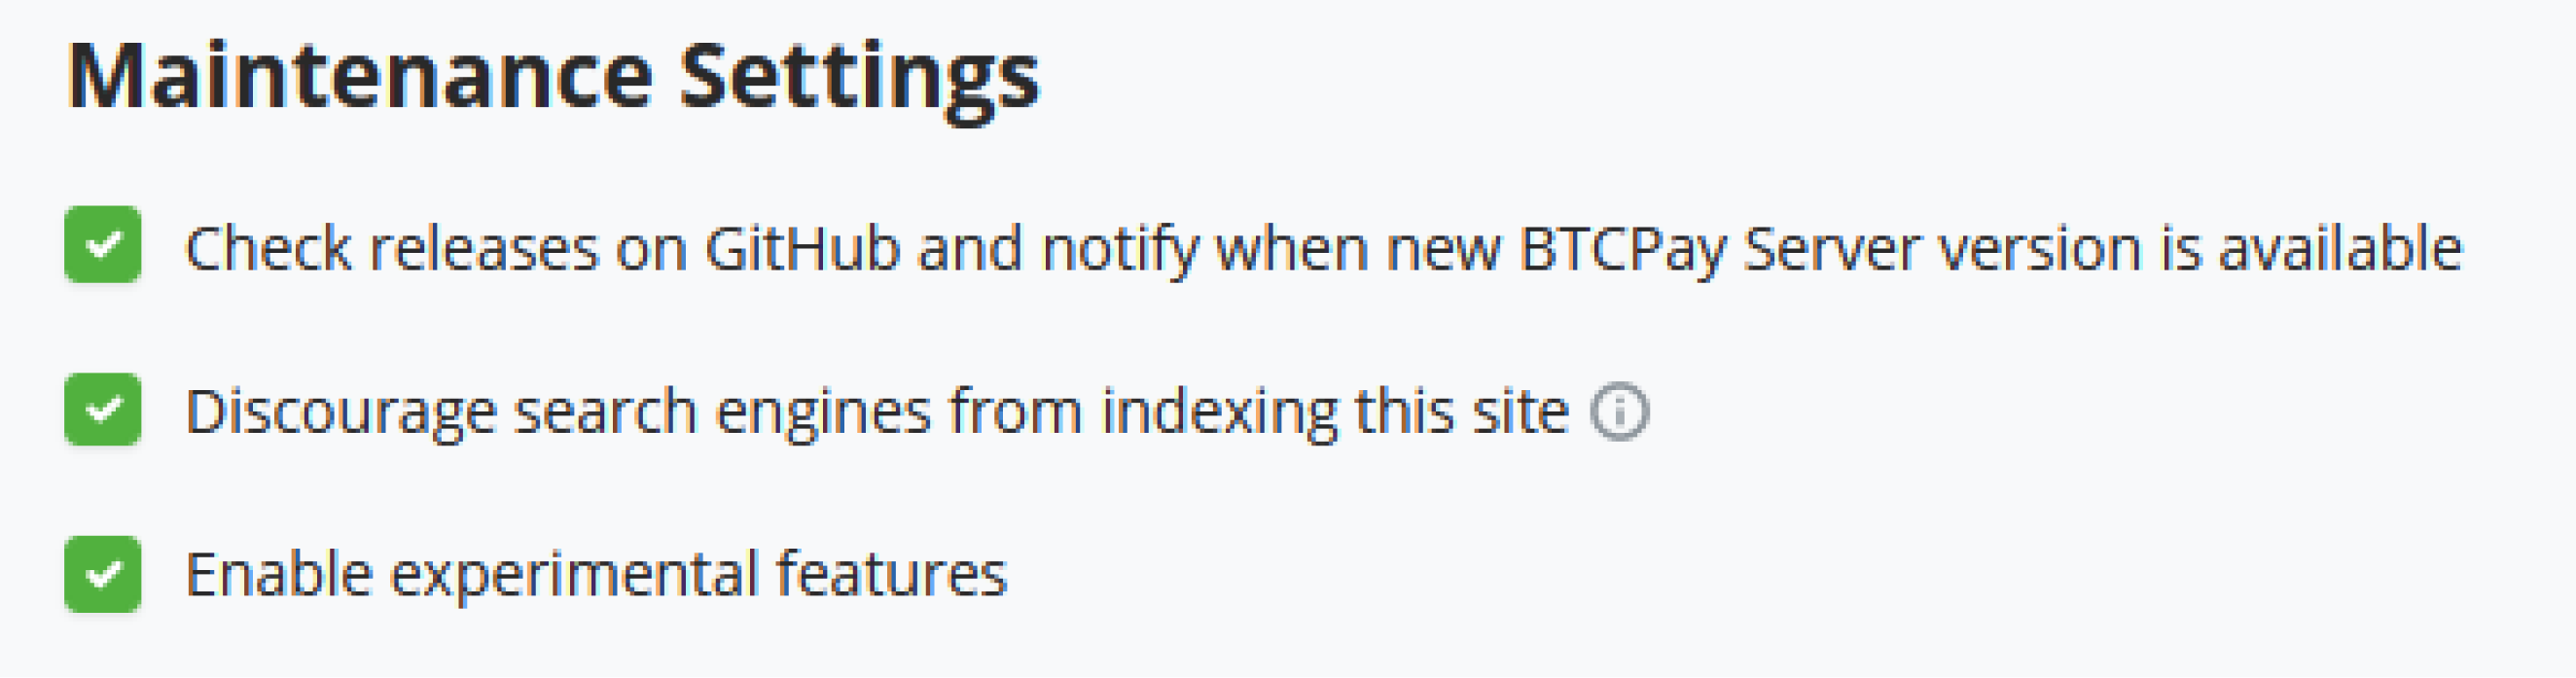 Maintenance Settings
Check releases on GitHub and notify when new BTCPay Server version is available
Discourage search engines from indexing this site
Enable experimental features